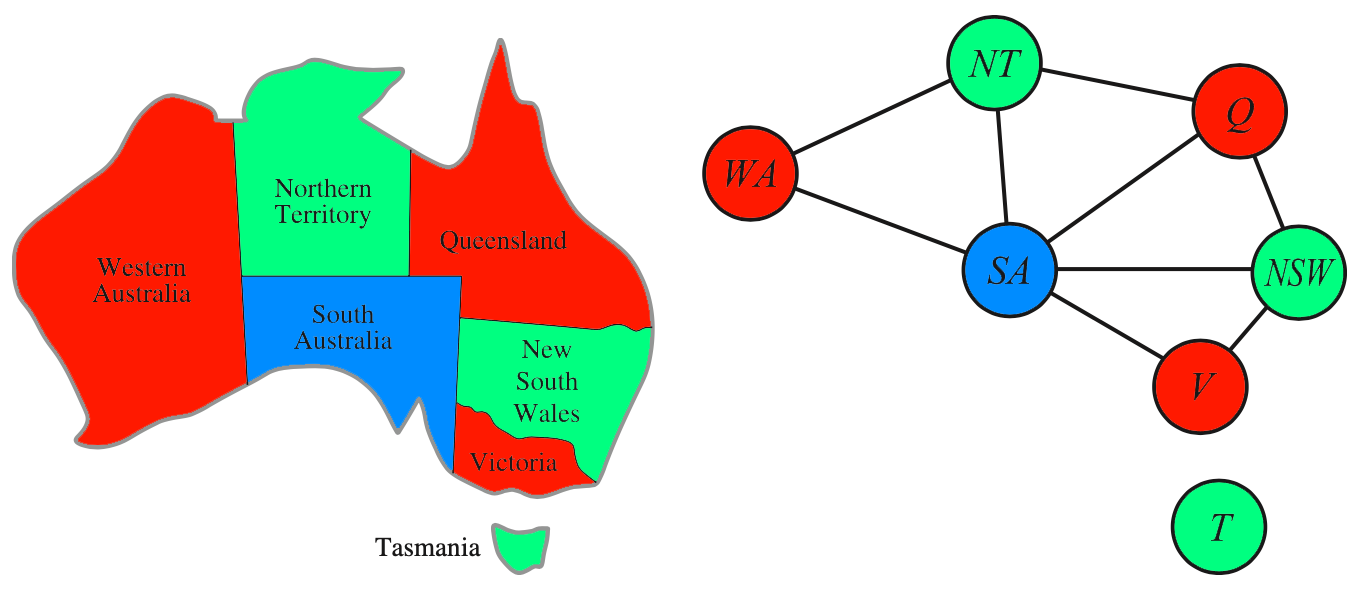 Northern
Territory
Western
Australia
Queensland
South
Australia
New
South
Wales
Victoria
Tasmania
NT
Q
WA
SA
NSW
V
T